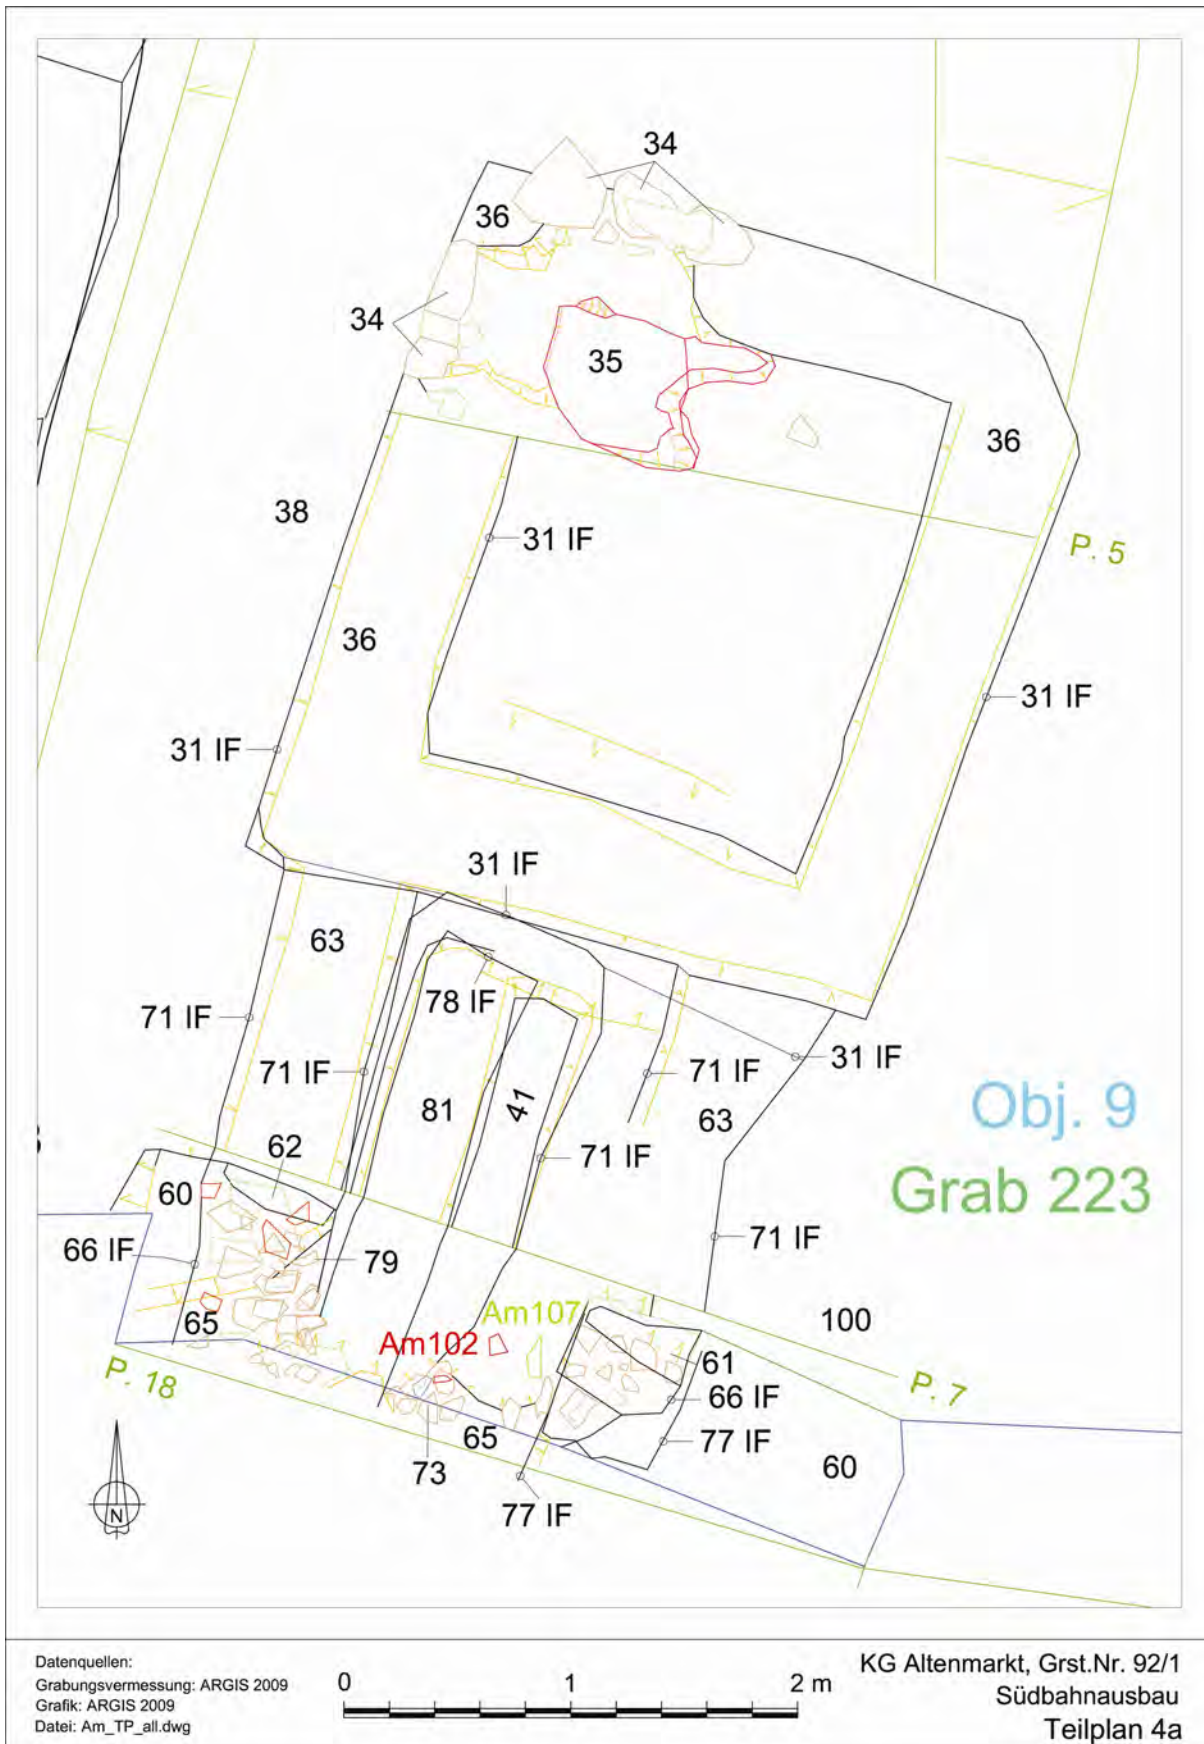 34
36
34
35
36
38
31 IF
P. 5
36
31 IF
31 IF
31 IF
63
78 IF
71 IF
71 IF
71 IF
31 IF
81
41
63
Obj. 9
62
71 IF
Grab 223
60
71 IF
66 IF
79
Am107
100
65
Am102
61
P. 18
P. 7
66 IF
65
77 IF
73
60
77 IF
N
Datenquellen:
Grabungsvermessung: ARGIS 2009
Grafik: ARGIS 2009
Datei: Am_TP_all.dwg
0 1 2 m
KG Altenmarkt, Grst.Nr. 92/1
Südbahnausbau
Teilplan 4a